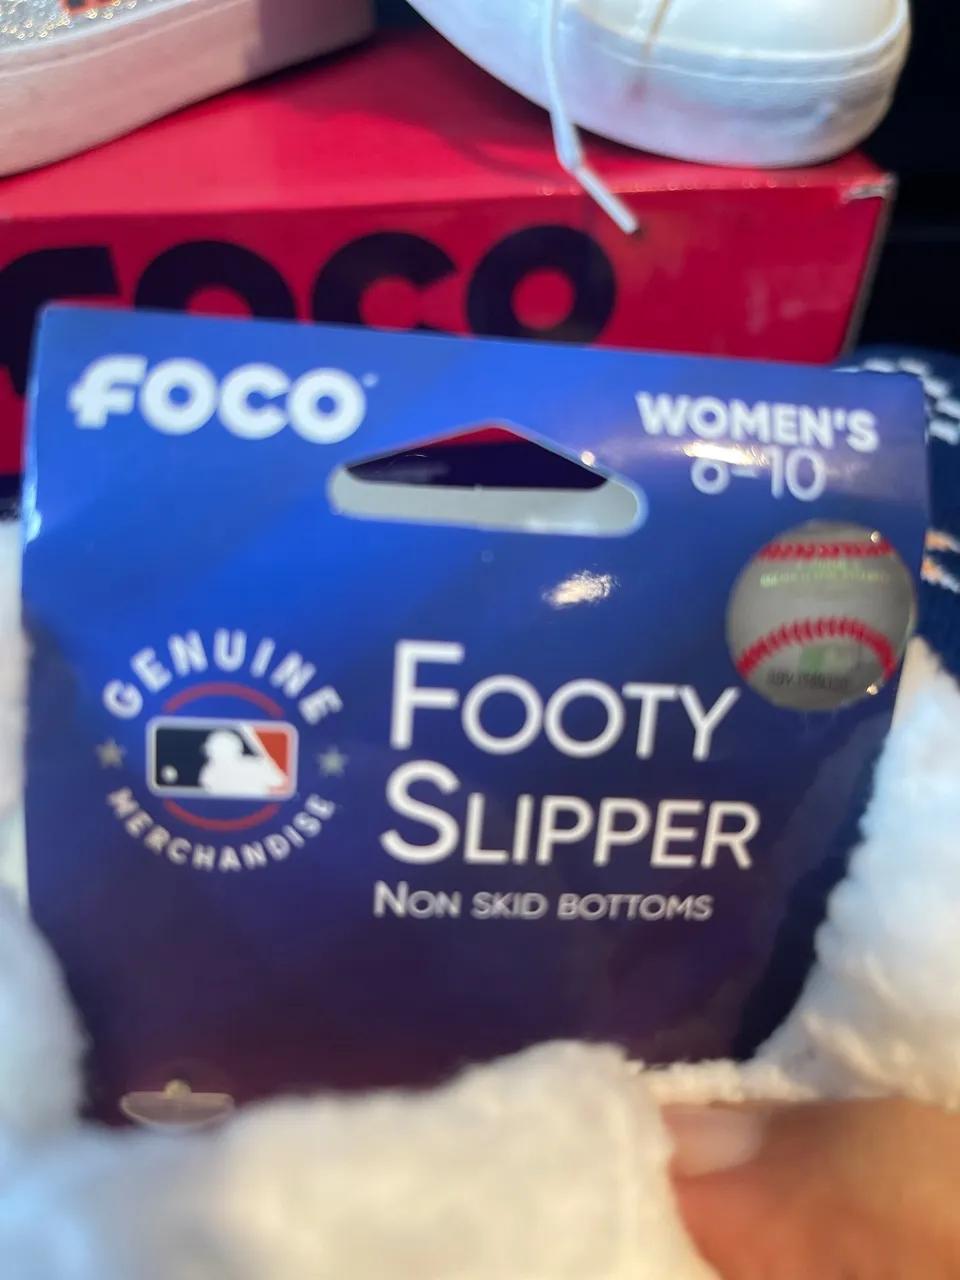 FOCO
FOCO
WOMEN'S
6-10
GENUINE
MERCHANDISE
FOOTY
SLIPPER
NON SKID BOTTOMS